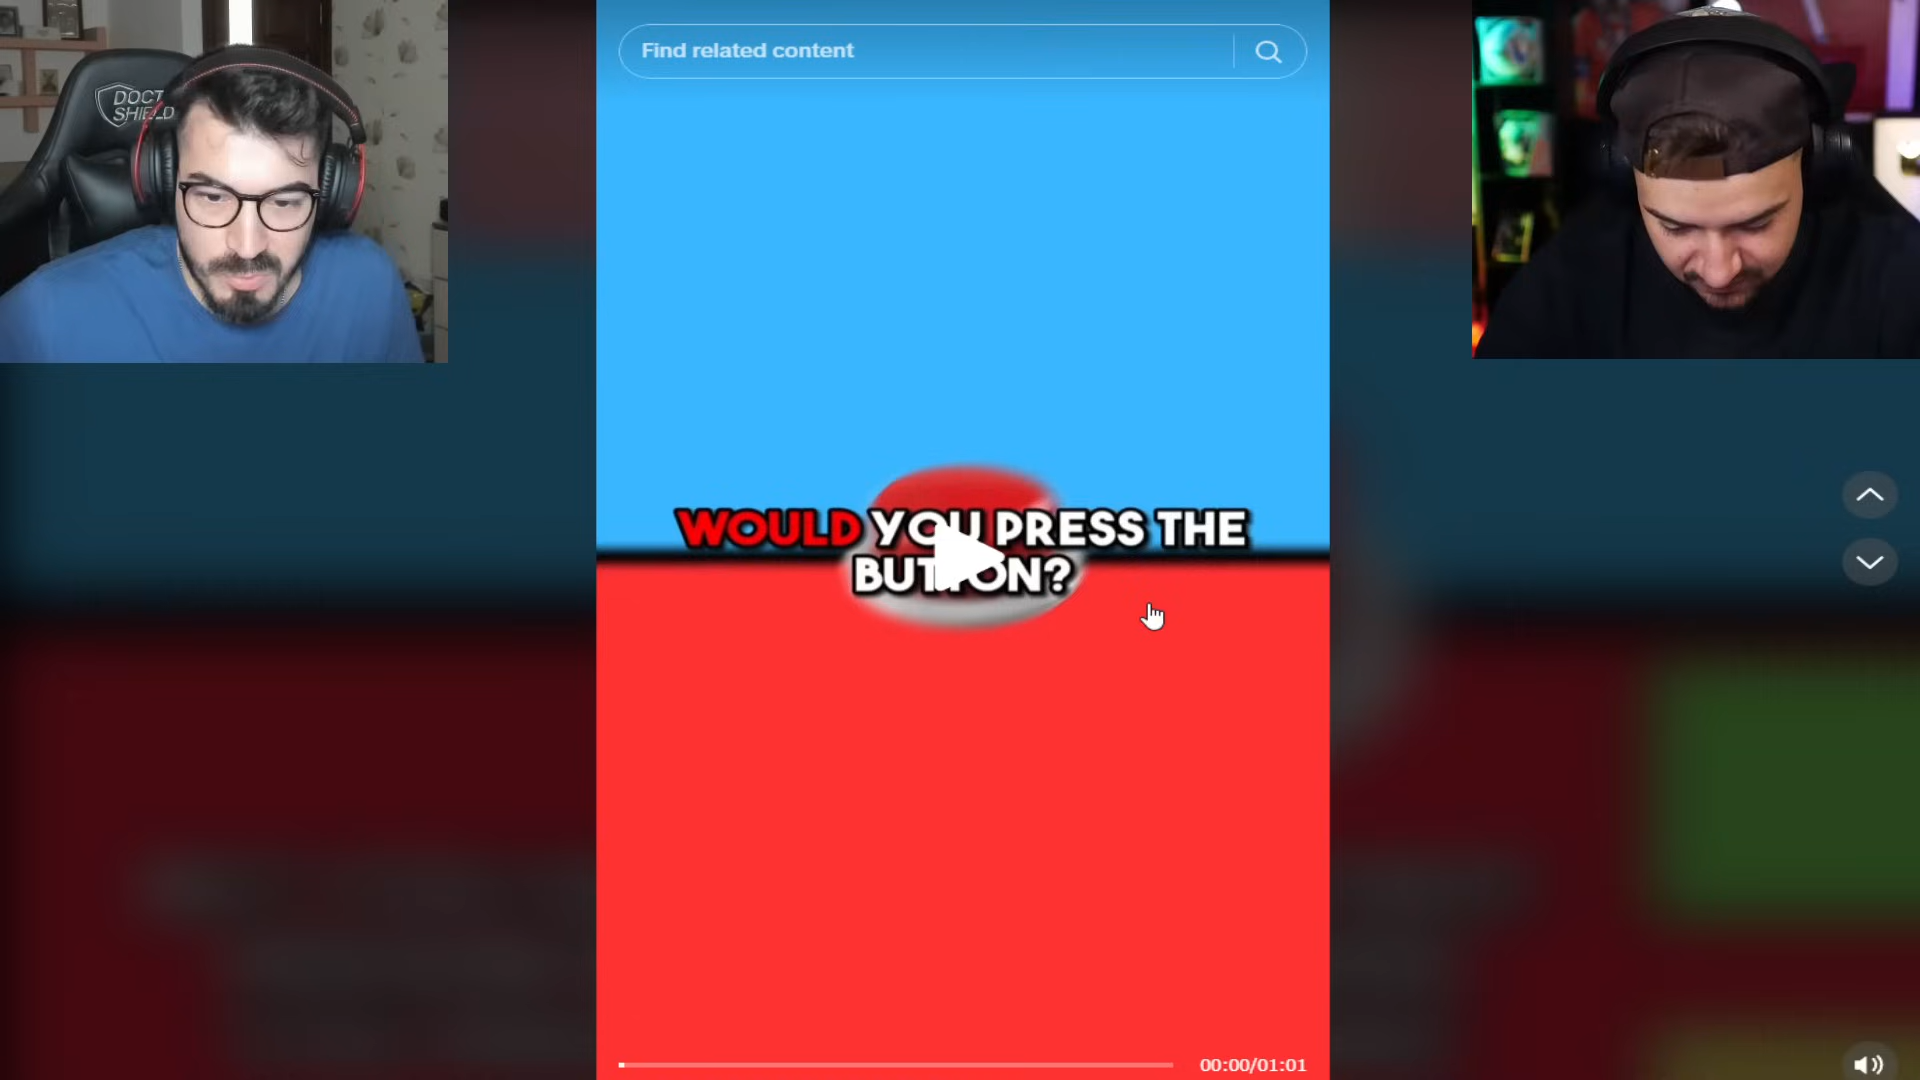 Find related content
DOCT
SHIELD
WOULD YOU PRESS THE
BUTTON?
00:00/01:01